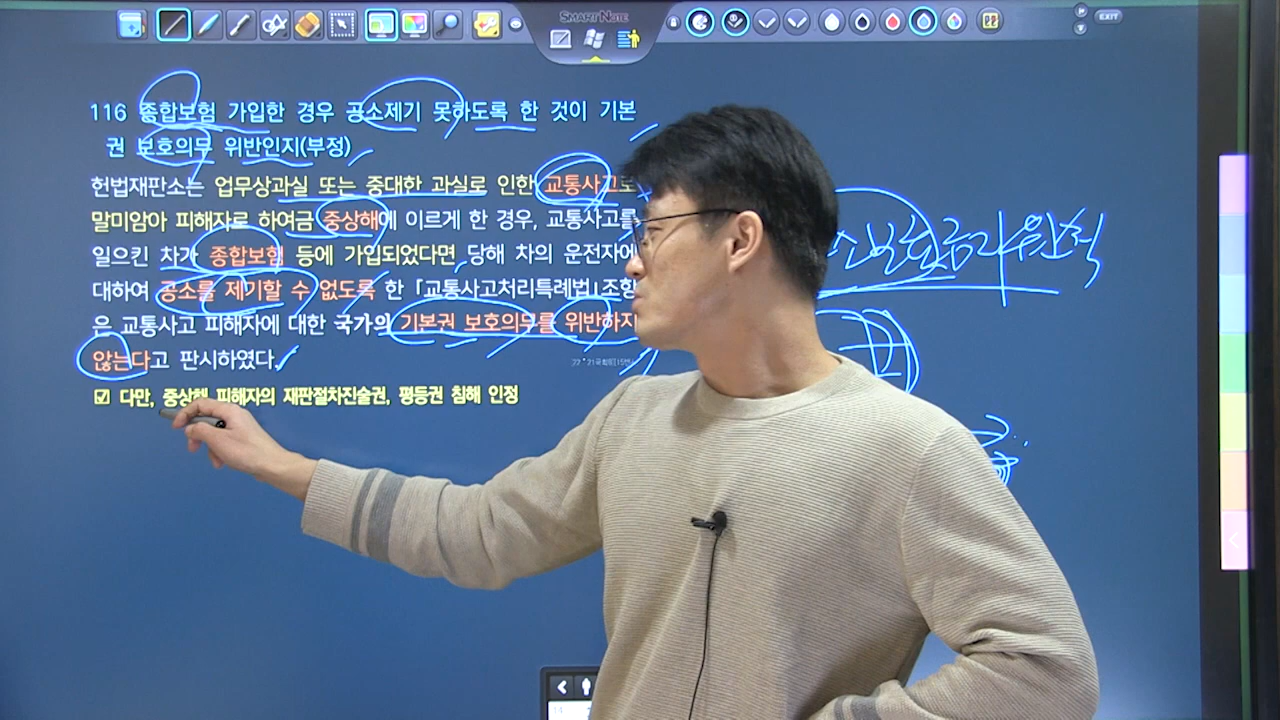 SMARTNOTE
EXIT
116 종합보험 가입한 경우 공소제기 못하도록 한 것이 기본
권 보호의무 위반인지(부정)
헌법재판소는 업무상과실 또는 중대한 과실로 인한 교통사고로
말미암아 피해자로 하여금 중상해에 이르게 한 경우, 교통사고를
일으킨 차가 종합보험 등에 가입되었다면 당해 차의 운전자에
대하여 공소를 제기할 수 없도록 한 「교통사고처리특례법」조항
은 교통사고 피해자에 대한 국가의 기본권 보호의무를 위반하지
않는다고 판시하였다.
☑ 다만, 중상해 피해자의 재판절차진술권, 평등권 침해 인정